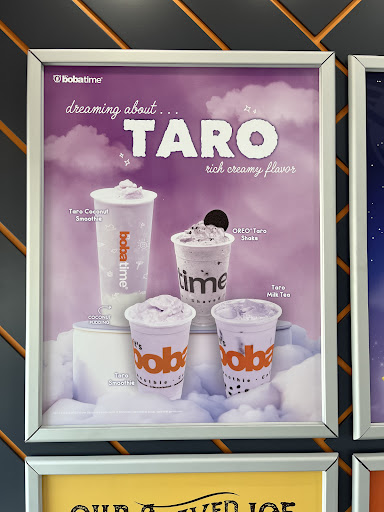 bobatime®
dreaming about...
TARO
rich creamy flavor
Taro Coconut
Smoothie
OREO® Taro
Shake
bobatime
time
COCONUT
PUDDING
Taro
Milk Tea
Taro
Smoothie
boba
boba